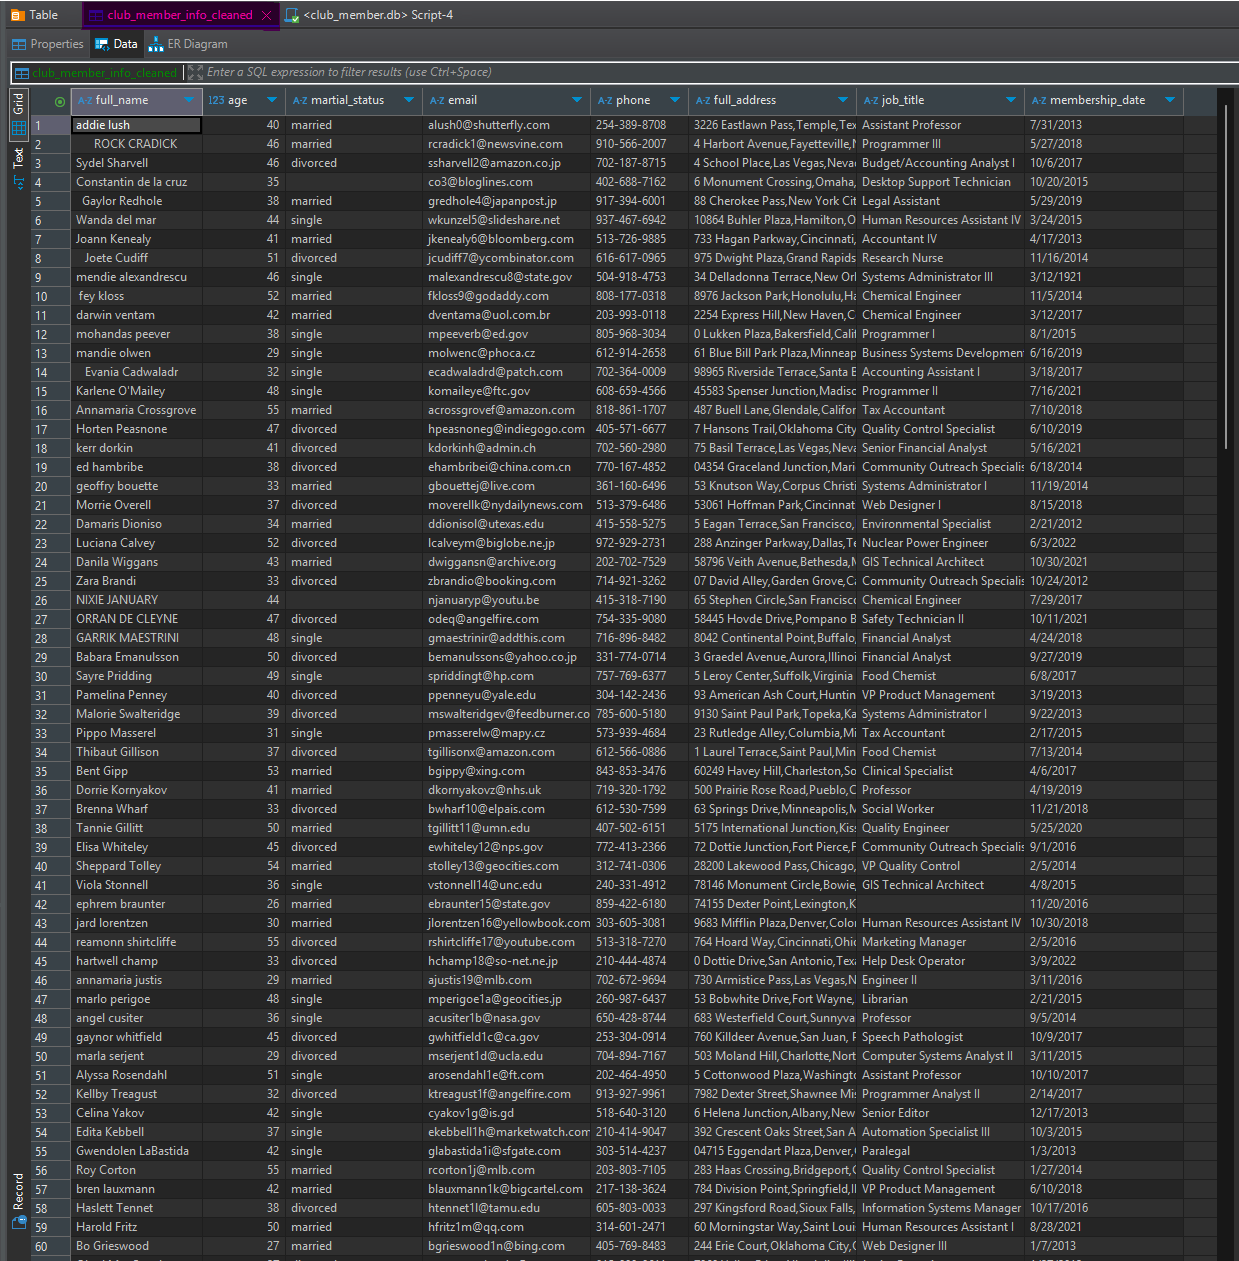 Table club_member_info_cleaned <club_member.db> Script-4
Properties Data ER Diagram
club_member_info_cleaned Enter a SQL expression to filter results (use Ctrl+Space)
Grid
Text
Record
A-Z full_name 123 age A-Z martial_status A-Z email A-Z phone A-Z full_address A-Z job_title A-Z membership_date
1 addie lush 40 married alush0@shutterfly.com 254-389-8708 3226 Eastlawn Pass,Temple,Tex Assistant Professor 7/31/2013
2 ROCK CRADICK 46 married rcradick1@newsvine.com 910-566-2007 4 Harbort Avenue,Fayetteville,N Programmer III 5/27/2018
3 Sydel Sharvell 46 divorced ssharvell2@amazon.co.jp 702-187-8715 4 School Place,Las Vegas,Nevad Budget/Accounting Analyst I 10/6/2017
4 Constantin de la cruz 35 co3@bloglines.com 402-688-7162 6 Monument Crossing,Omaha, Desktop Support Technician 10/20/2015
5 Gaylor Redhole 38 married gredhole4@japanpost.jp 917-394-6001 88 Cherokee Pass,New York Cit Legal Assistant 5/29/2019
6 Wanda del mar 44 single wkunzel5@slideshare.net 937-467-6942 10864 Buhler Plaza,Hamilton,O Human Resources Assistant IV 3/24/2015
7 Joann Kenealy 41 married jkenealy6@bloomberg.com 513-726-9885 733 Hagan Parkway,Cincinnati, Accountant IV 4/17/2013
8 Joete Cudiff 51 divorced jcudiff7@ycombinator.com 616-617-0965 975 Dwight Plaza,Grand Rapids Research Nurse 11/16/2014
9 mendie alexandrescu 46 single malexandrescu8@state.gov 504-918-4753 34 Delladonna Terrace,New Orl Systems Administrator III 3/12/1921
10 fey kloss 52 married fkloss9@godaddy.com 808-177-0318 8976 Jackson Park,Honolulu,Ha Chemical Engineer 11/5/2014
11 darwin ventam 42 married dventama@uol.com.br 203-993-0118 2254 Express Hill,New Haven,C Chemical Engineer 3/12/2017
12 mohandas peever 38 single mpeeverb@ed.gov 805-968-3034 0 Lukken Plaza,Bakersfield,Calif Programmer I 8/1/2015
13 mandie olwen 29 single molwenc@phoca.cz 612-914-2658 61 Blue Bill Park Plaza,Minneap Business Systems Developmen 6/16/2019
14 Evania Cadwaladr 32 single ecadwaladrd@patch.com 702-364-0009 98965 Riverside Terrace,Santa B Accounting Assistant I 3/18/2017
15 Karlene O'Mailey 48 single komaileye@ftc.gov 608-659-4566 45583 Spenser Junction,Madisc Programmer II 7/16/2021
16 Annamaria Crossgrove 55 married acrossgrovef@amazon.com 818-861-1707 487 Buell Lane,Glendale,Califor Tax Accountant 7/10/2018
17 Horten Peasnone 47 divorced hpeasnoneg@indiegogo.com 405-571-6677 7 Hansons Trail,Oklahoma City Quality Control Specialist 6/10/2019
18 kerr dorkin 41 divorced kdorkinh@admin.ch 702-560-2980 75 Basil Terrace,Las Vegas,Neva Senior Financial Analyst 5/16/2021
19 ed hambribe 38 divorced ehambribei@china.com.cn 770-167-4852 04354 Graceland Junction,Mari Community Outreach Specialis 6/18/2014
20 geoffry bouette 33 married gbouettej@live.com 361-160-6496 53 Knutson Way,Corpus Christi Systems Administrator I 11/19/2014
21 Morrie Overell 37 divorced moverellk@nydailynews.com 513-379-6486 53061 Hoffman Park,Cincinnat Web Designer I 8/15/2018
22 Damaris Dioniso 34 married ddionisol@utexas.edu 415-558-5275 5 Eagan Terrace,San Francisco, Environmental Specialist 2/21/2012
23 Luciana Calvey 52 divorced lcalveym@biglobe.ne.jp 972-929-2731 288 Anzinger Parkway,Dallas,Te Nuclear Power Engineer 6/3/2022
24 Danila Wiggans 43 married dwiggansn@archive.org 202-702-7529 58796 Veith Avenue,Bethesda,M GIS Technical Architect 10/30/2021
25 Zara Brandi 33 divorced zbrandio@booking.com 714-921-3262 07 David Alley,Garden Grove,Ca Community Outreach Specialis 10/24/2012
26 NIXIE JANUARY 44 njanuaryp@youtu.be 415-318-7190 65 Stephen Circle,San Francisco Chemical Engineer 7/29/2017
27 ORRAN DE CLEYNE 47 divorced odeq@angelfire.com 754-335-9080 58445 Hovde Drive,Pompano B Safety Technician II 10/11/2021
28 GARRIK MAESTRINI 48 single gmaestrinir@addthis.com 716-896-8482 8042 Continental Point,Buffalo, Financial Analyst 4/24/2018
29 Babara Emanulsson 50 divorced bemanulssons@yahoo.co.jp 331-774-0714 3 Graedel Avenue,Aurora,Illinoi Financial Analyst 9/27/2019
30 Sayre Pridding 49 single spriddingt@hp.com 757-769-6377 5 Leroy Center,Suffolk,Virginia Food Chemist 6/8/2017
31 Pamelina Penney 40 divorced ppenneyu@yale.edu 304-142-2436 93 American Ash Court,Huntin VP Product Management 3/19/2013
32 Malorie Swalteridge 39 divorced mswalteridgev@feedburner.co 785-600-5180 9130 Saint Paul Park,Topeka,Ka Systems Administrator I 9/22/2013
33 Pippo Masserel 31 single pmasserelw@mapy.cz 573-939-4684 23 Rutledge Alley,Columbia,Mi Tax Accountant 2/17/2015
34 Thibaut Gillison 37 divorced tgillisonx@amazon.com 612-566-0886 1 Laurel Terrace,Saint Paul,Min Food Chemist 7/13/2014
35 Bent Gipp 53 married bgippy@xing.com 843-853-3476 60249 Havey Hill,Charleston,So Clinical Specialist 4/6/2017
36 Dorrie Kornyakov 41 married dkornyakovz@nhs.uk 719-320-1792 500 Prairie Rose Road,Pueblo,C Professor 4/19/2019
37 Brenna Wharf 33 divorced bwharf10@elpais.com 612-530-7599 63 Springs Drive,Minneapolis,M Social Worker 11/21/2018
38 Tannie Gillitt 50 married tgillitt11@umn.edu 407-502-6151 5175 International Junction,Kiss Quality Engineer 5/25/2020
39 Elisa Whiteley 45 divorced ewhiteley12@nps.gov 772-413-2366 72 Dottie Junction,Fort Pierce,F Community Outreach Specialis 9/1/2016
40 Sheppard Tolley 54 married stolley13@geocities.com 312-741-0306 28200 Lakewood Pass,Chicago, VP Quality Control 2/5/2014
41 Viola Stonnell 36 single vstonnell14@unc.edu 240-331-4912 78146 Monument Circle,Bowie, GIS Technical Architect 4/8/2015
42 ephrem braunter 26 married ebraunter15@state.gov 859-422-6180 74155 Dexter Point,Lexington,K 11/20/2016
43 jard lorentzen 30 married jlorentzen16@yellowbook.com 303-605-3081 9683 Mifflin Plaza,Denver,Color Human Resources Assistant IV 10/30/2018
44 reamonn shirtcliffe 55 divorced rshirtcliffe17@youtube.com 513-318-7270 764 Hoard Way,Cincinnati,Ohic Marketing Manager 2/5/2016
45 hartwell champ 33 divorced hchamp18@so-net.ne.jp 210-444-4874 0 Dottie Drive,San Antonio,Tex Help Desk Operator 3/9/2022
46 annamaria justis 29 married ajustis19@mlb.com 702-672-9694 730 Armistice Pass,Las Vegas,N Engineer II 3/11/2016
47 marlo perigoe 48 single mperigoe1a@geocities.jp 260-987-6437 53 Bobwhite Drive,Fort Wayne, Librarian 2/21/2015
48 angel cusiter 36 single acusiter1b@nasa.gov 650-428-8744 683 Westerfield Court,Sunnyva Professor 9/5/2014
49 gaynor whitfield 45 divorced gwhitfield1c@ca.gov 253-304-0914 760 Killdeer Avenue,San Juan, F Speech Pathologist 10/9/2017
50 marla serjent 29 divorced mserjent1d@ucla.edu 704-894-7167 503 Moland Hill,Charlotte,Nort Computer Systems Analyst II 3/11/2015
51 Alyssa Rosendahl 51 single arosendahl1e@ft.com 202-464-4950 5 Cottonwood Plaza,Washingto Assistant Professor 10/10/2017
52 Kellby Treagust 32 divorced ktreagust1f@angelfire.com 913-927-9961 7982 Dexter Street,Shawnee Mis Programmer Analyst II 2/14/2017
53 Celina Yakov 42 single cyakov1g@is.gd 518-640-3120 6 Helena Junction,Albany,New Senior Editor 12/17/2013
54 Edita Kebbell 37 single ekebbell1h@marketwatch.com 210-414-9047 392 Crescent Oaks Street,San A Automation Specialist III 10/3/2015
55 Gwendolen LaBastida 42 single glabastida1i@sfgate.com 303-514-4237 04715 Eggendart Plaza,Denver,C Paralegal 1/3/2013
56 Roy Corton 55 married rcorton1j@mlb.com 203-803-7105 283 Haas Crossing,Bridgeport,C Quality Control Specialist 1/27/2014
57 bren lauxmann 42 married blauxmann1k@bigcartel.com 217-138-3624 784 Division Point,Springfield,Il VP Product Management 6/10/2018
58 Haslett Tennet 38 divorced htennet1l@tamu.edu 605-803-0033 297 Kingsford Road,Sioux Falls, Information Systems Manager 10/17/2016
59 Harold Fritz 50 married hfritz1m@qq.com 314-601-2471 60 Morningstar Way,Saint Loui Human Resources Assistant I 8/28/2021
60 Bo Grieswood 27 married bgrieswood1n@bing.com 405-769-8483 244 Erie Court,Oklahoma City,C Web Designer III 1/7/2013